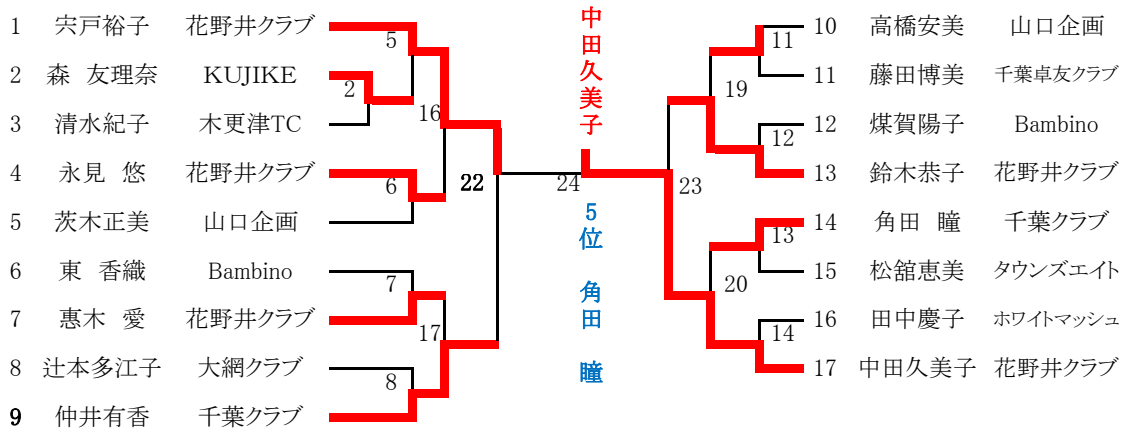 1 宍戸裕子 花野井クラブ
2 森 友理奈 KUJIKE
3 清水紀子 木更津TC
4 永見 悠 花野井クラブ
5 茨木正美 山口企画
6 東 香織 Bambino
7 惠木 愛 花野井クラブ
8 辻本多江子 大網クラブ
9 仲井有香 千葉クラブ
5
2
16
6
22
7
17
8
中田久美子
24
5位 角田 瞳
11
19
12
23
13
20
14
10 高橋安美 山口企画
11 藤田博美 千葉卓友クラブ
12 煤賀陽子 Bambino
13 鈴木恭子 花野井クラブ
14 角田 瞳 千葉クラブ
15 松舘恵美 タウンズエイト
16 田中慶子 ホワイトマッシュ
17 中田久美子 花野井クラブ